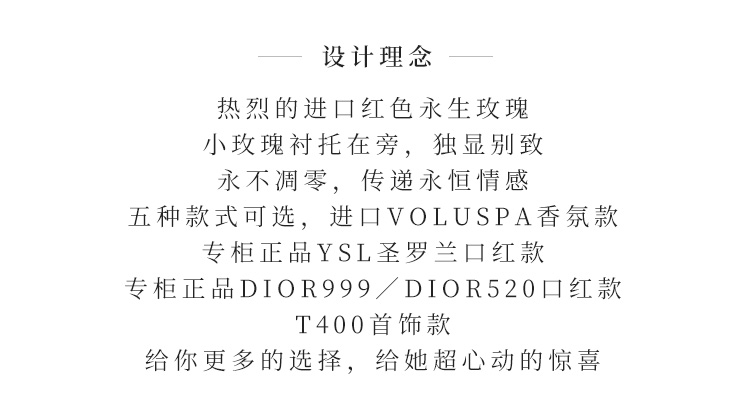 设计理念
热烈的进口红色永生玫瑰
小玫瑰衬托在旁，独显别致
永不凋零，传递永恒情感
五种款式可选，进口VOLUSPA香氛款
专柜正品YSL圣罗兰口红款
专柜正品DIOR999／DIOR520口红款
T400首饰款
给你更多的选择，给她超心动的惊喜